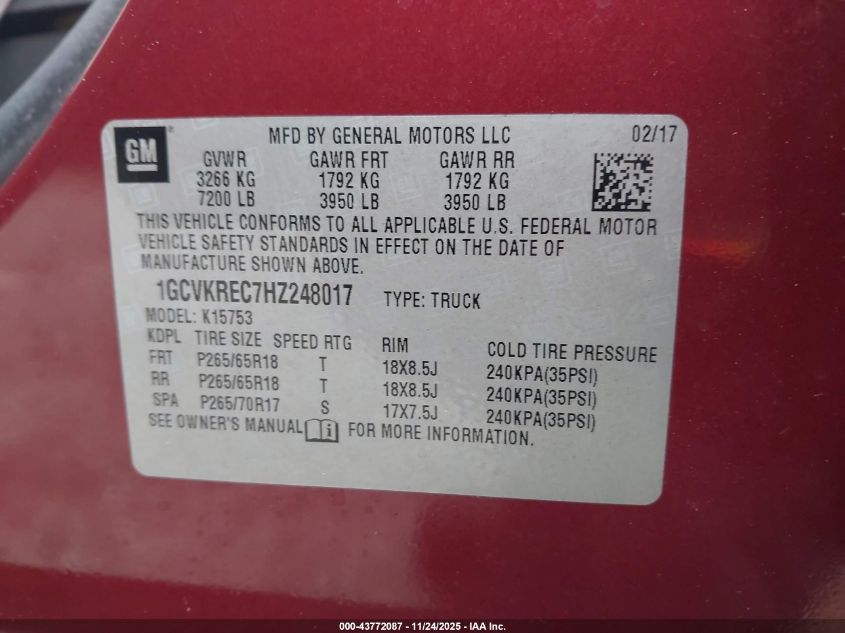 GM
MFD BY GENERAL MOTORS LLC 02/17
GVWR GAWR FRT GAWR RR
3266 KG 1792 KG 1792 KG
7200 LB 3950 LB 3950 LB
THIS VEHICLE CONFORMS TO ALL APPLICABLE U.S. FEDERAL MOTOR
VEHICLE SAFETY STANDARDS IN EFFECT ON THE DATE OF
MANUFACTURE SHOWN ABOVE.
1GCVKREC7HZ248017 TYPE: TRUCK
MODEL: K15753
KDPL TIRE SIZE SPEED RTG RIM COLD TIRE PRESSURE
FRT P265/65R18 T 18X8.5J 240KPA(35PSI)
RR P265/65R18 T 18X8.5J 240KPA(35PSI)
SPA P265/70R17 S 17X7.5J 240KPA(35PSI)
SEE OWNER'S MANUAL FOR MORE INFORMATION.
000-43772087 - 11/24/2025 - IAA Inc.